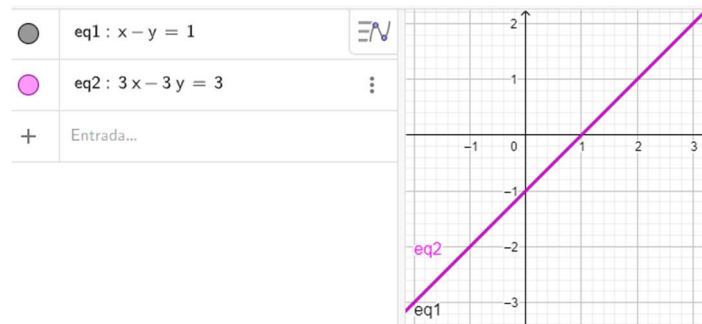 eq1 : x − y = 1
eq2 : 3 x − 3 y = 3
+ Entrada...
2
1
−1 0 1 2 3
−1
eq2
−2
−3
eq1